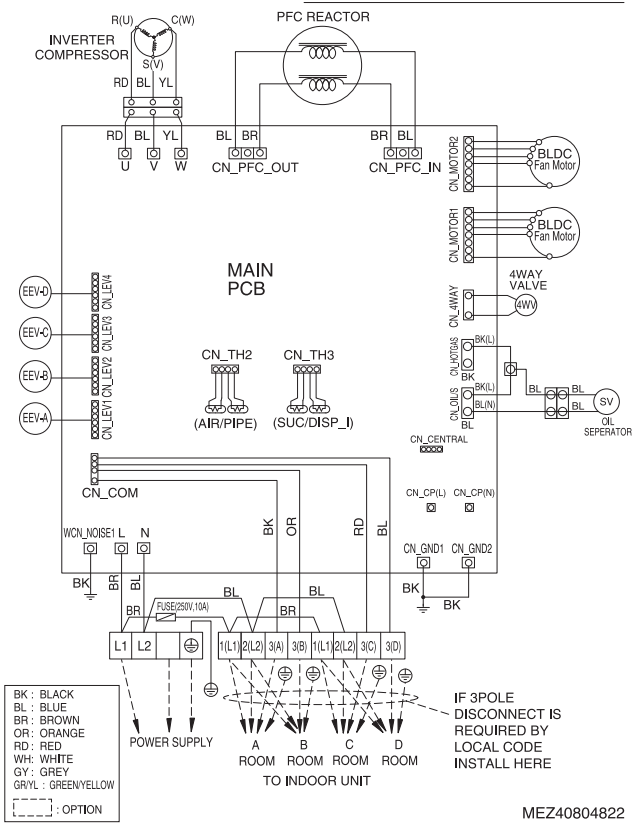 PFC REACTOR
R(U) C(W)
INVERTER
COMPRESSOR
S(V)
RD BL YL
RD BL YL
U V W
BL BR
CN_PFC_OUT
BR BL
CN_PFC_IN
CN_MOTOR2
BLDC
Fan Motor
CN_MOTOR1
BLDC
Fan Motor
MAIN
PCB
4WAY
VALVE
CN_4WAY
4WV
EEV-D
CN_LEV4
EEV-C
CN_LEV3
EEV-B
CN_LEV2
EEV-A
CN_LEV1
CN_TH2
(AIR/PIPE)
CN_TH3
(SUC/DISP_I)
CN_HOTGAS
BK(L)
BK
CN_OIL/S
BK(L)
BL(N)
BL
BL BL
BL BL
SV
OIL
SEPERATOR
CN_CENTRAL
CN_COM
CN_CP(L) CN_CP(N)
BK OR RD BL
WCN_NOISE1 L N
CN_GND1 CN_GND2
BK
BR
BL
BK
BK
BL BL
BR FUSE(250V,10A) BR
L1 L2
1(L1) 2(L2) 3(A) 3(B) 1(L1) 2(L2) 3(C) 3(D)
POWER SUPPLY
A
ROOM
B
ROOM
C
ROOM
D
ROOM
TO INDOOR UNIT
IF 3POLE
DISCONNECT IS
REQUIRED BY
LOCAL CODE
INSTALL HERE
BK : BLACK
BL : BLUE
BR : BROWN
OR : ORANGE
RD : RED
WH: WHITE
GY : GREY
GR/YL : GREEN/YELLOW
: OPTION
MEZ40804822